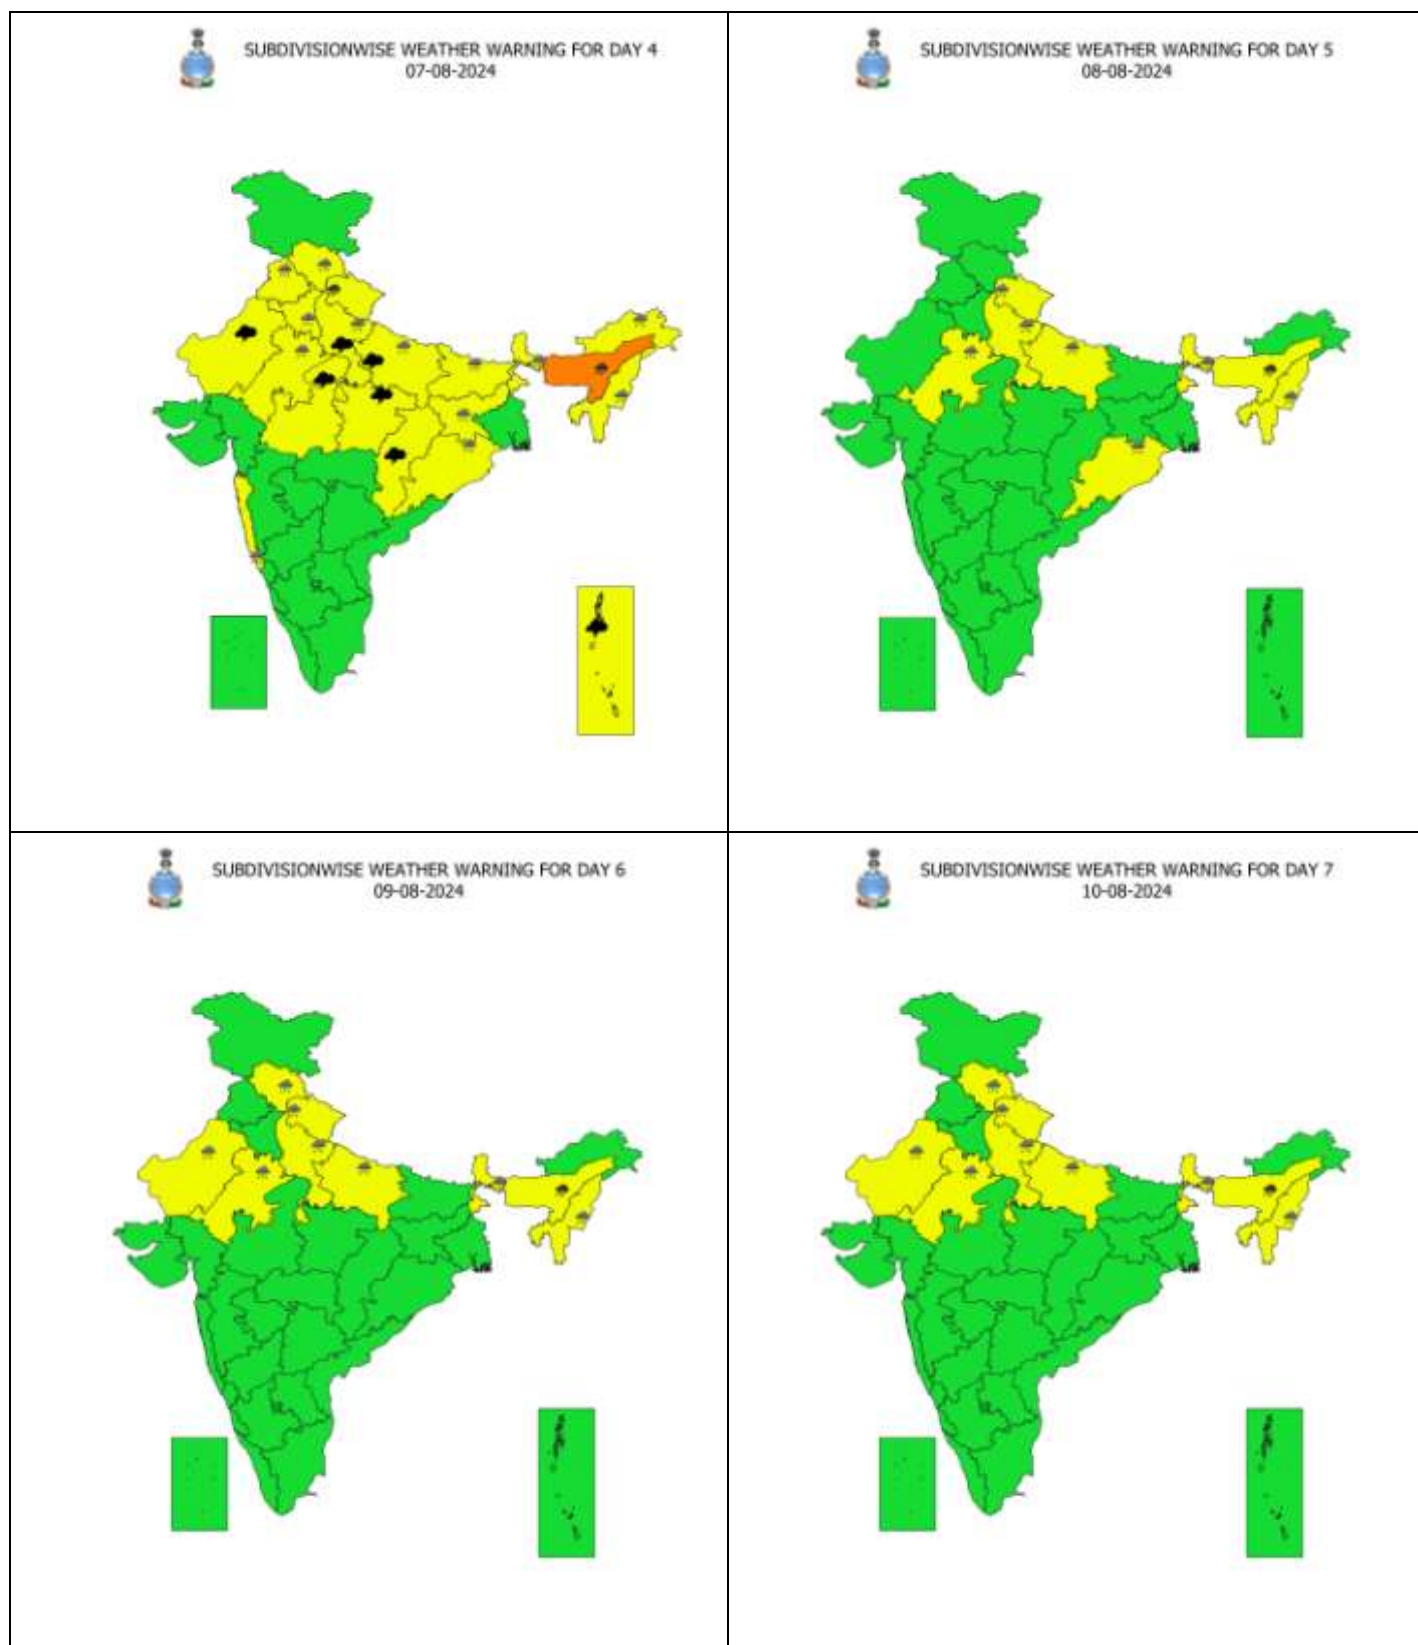 SUBDIVISIONWISE WEATHER WARNING FOR DAY 4
07-08-2024
SUBDIVISIONWISE WEATHER WARNING FOR DAY 5
08-08-2024
SUBDIVISIONWISE WEATHER WARNING FOR DAY 6
09-08-2024
SUBDIVISIONWISE WEATHER WARNING FOR DAY 7
10-08-2024